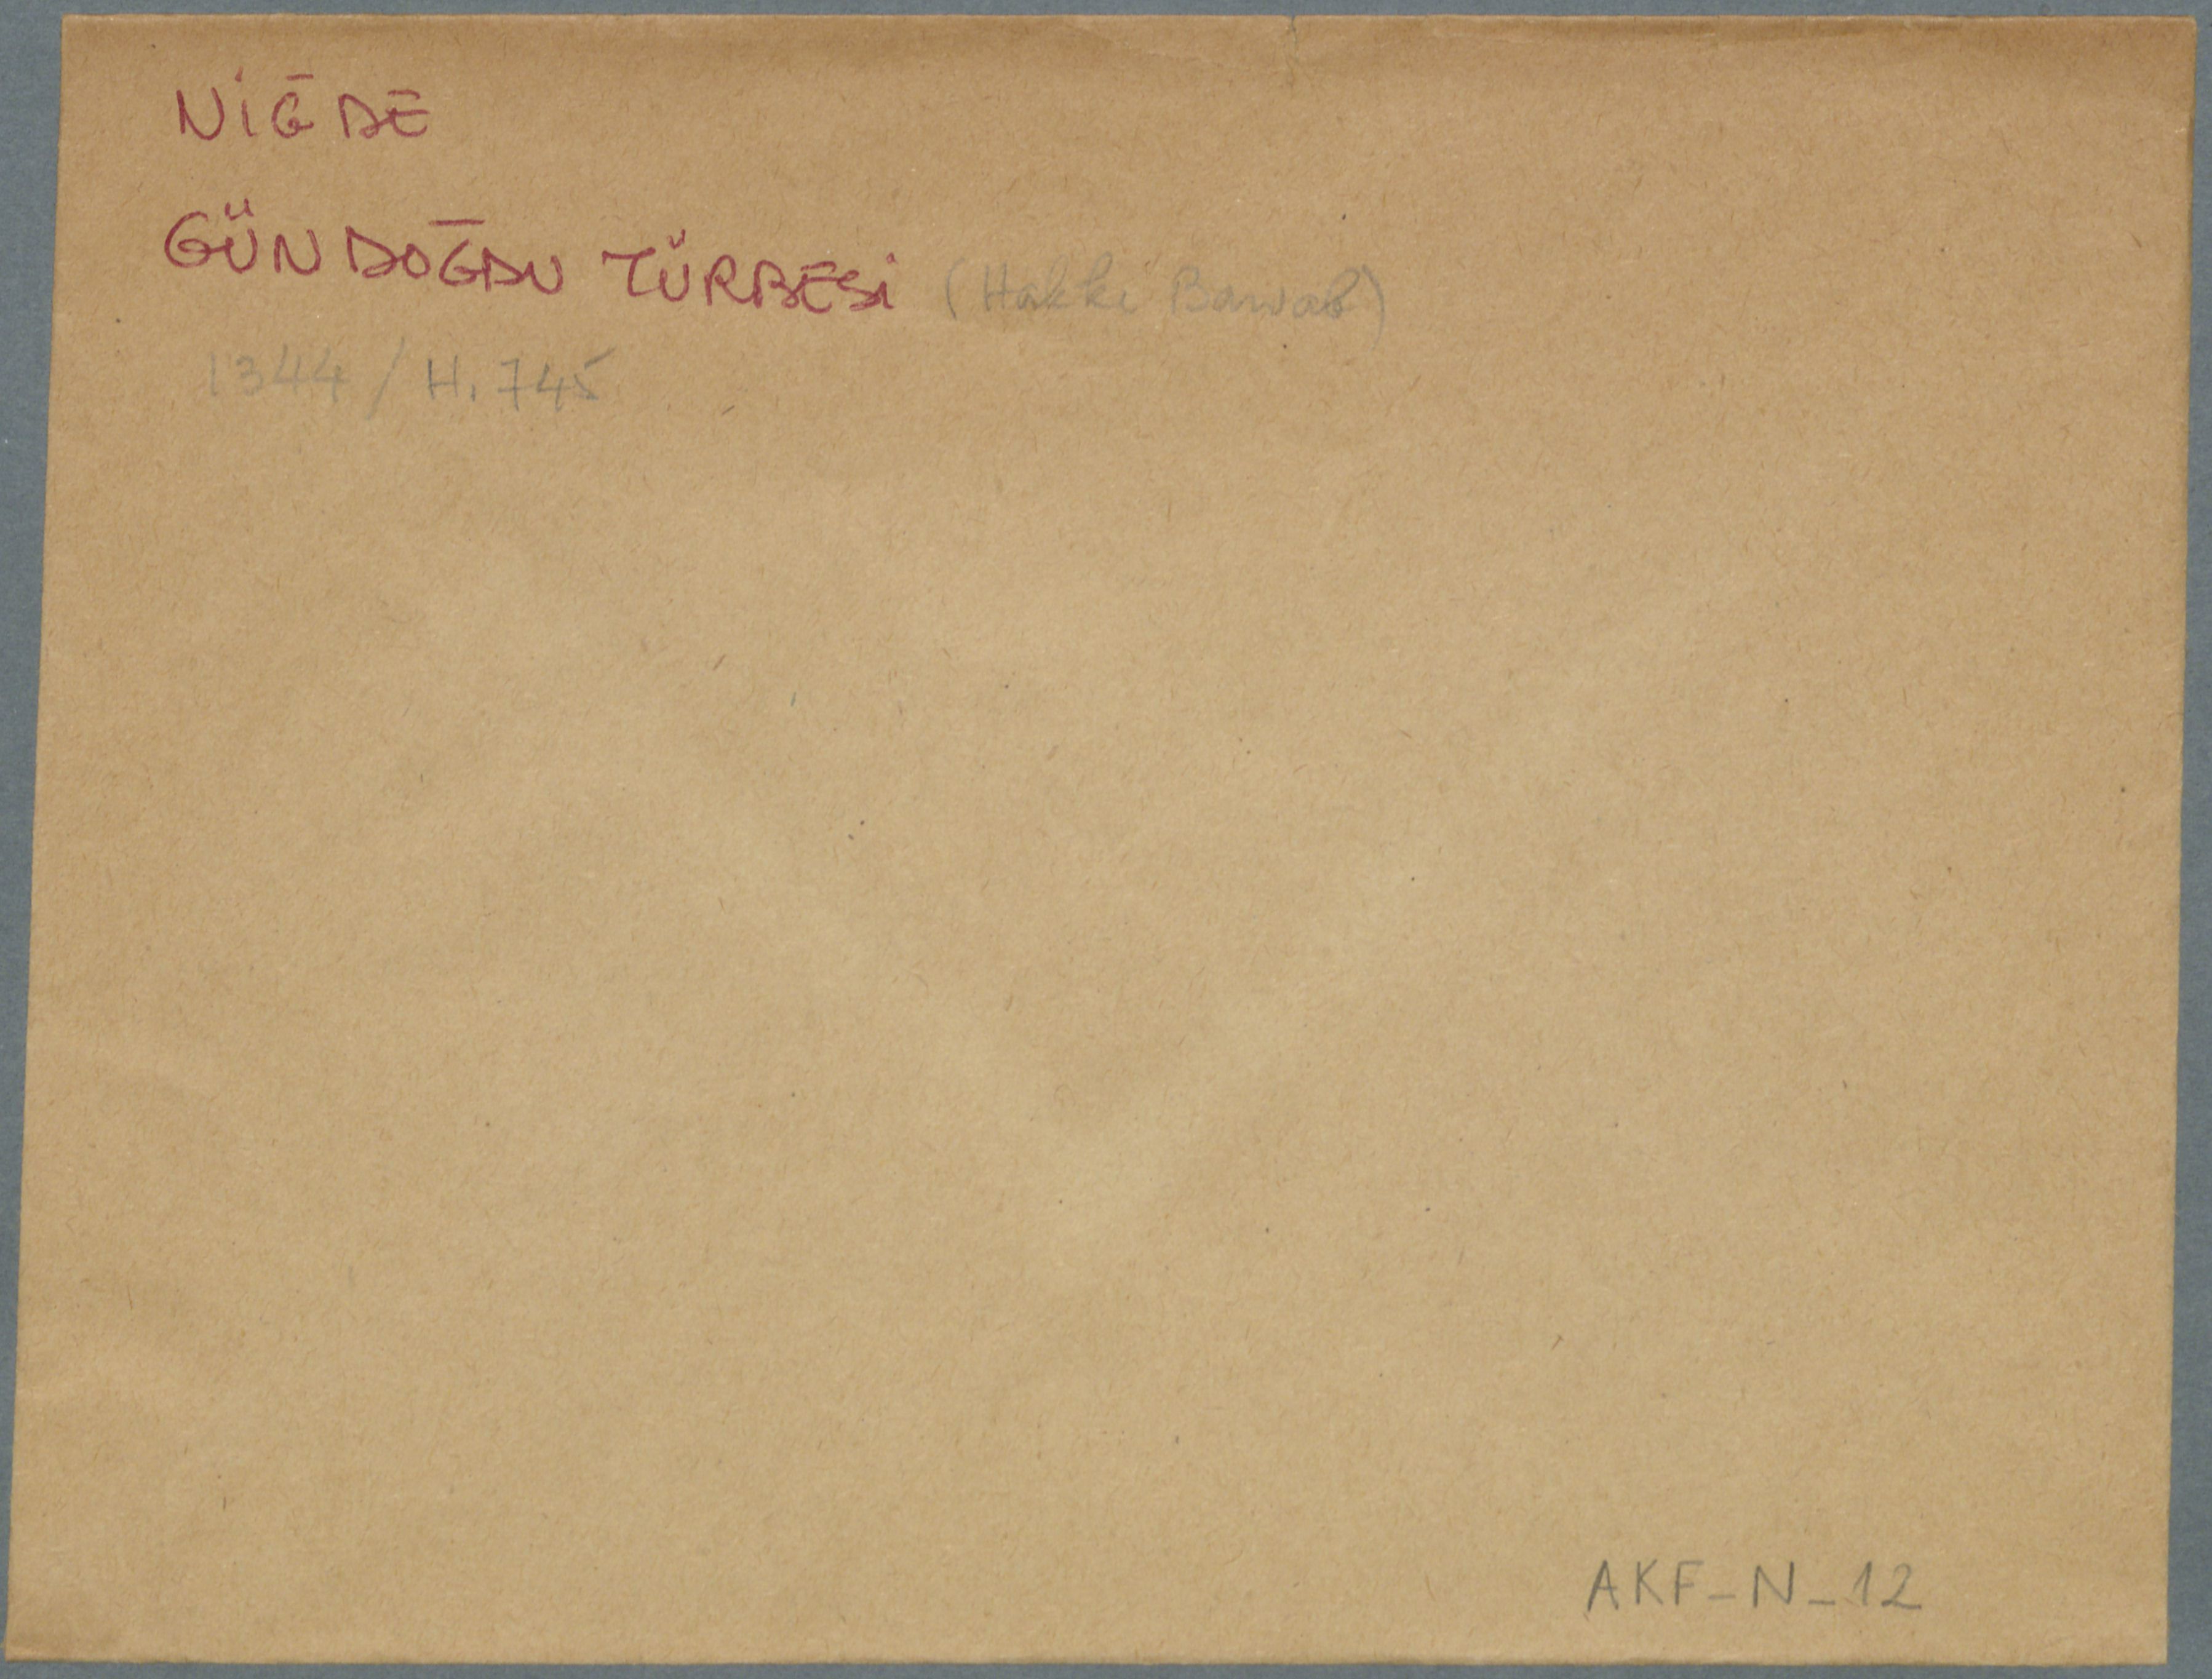 NİĞDE
GÜNDOĞDU TÜRBESİ (Hakkı Bawab)
1344 / H. 745
AKF_N_12